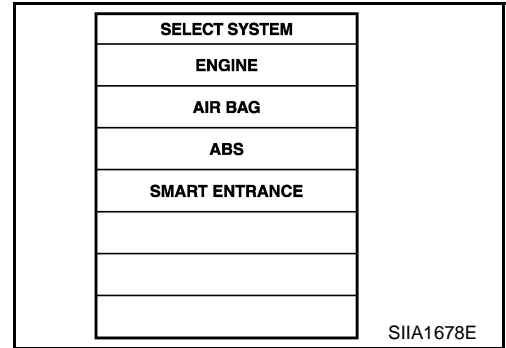 SELECT SYSTEM
ENGINE
AIR BAG
ABS
SMART ENTRANCE
SIIA1678E